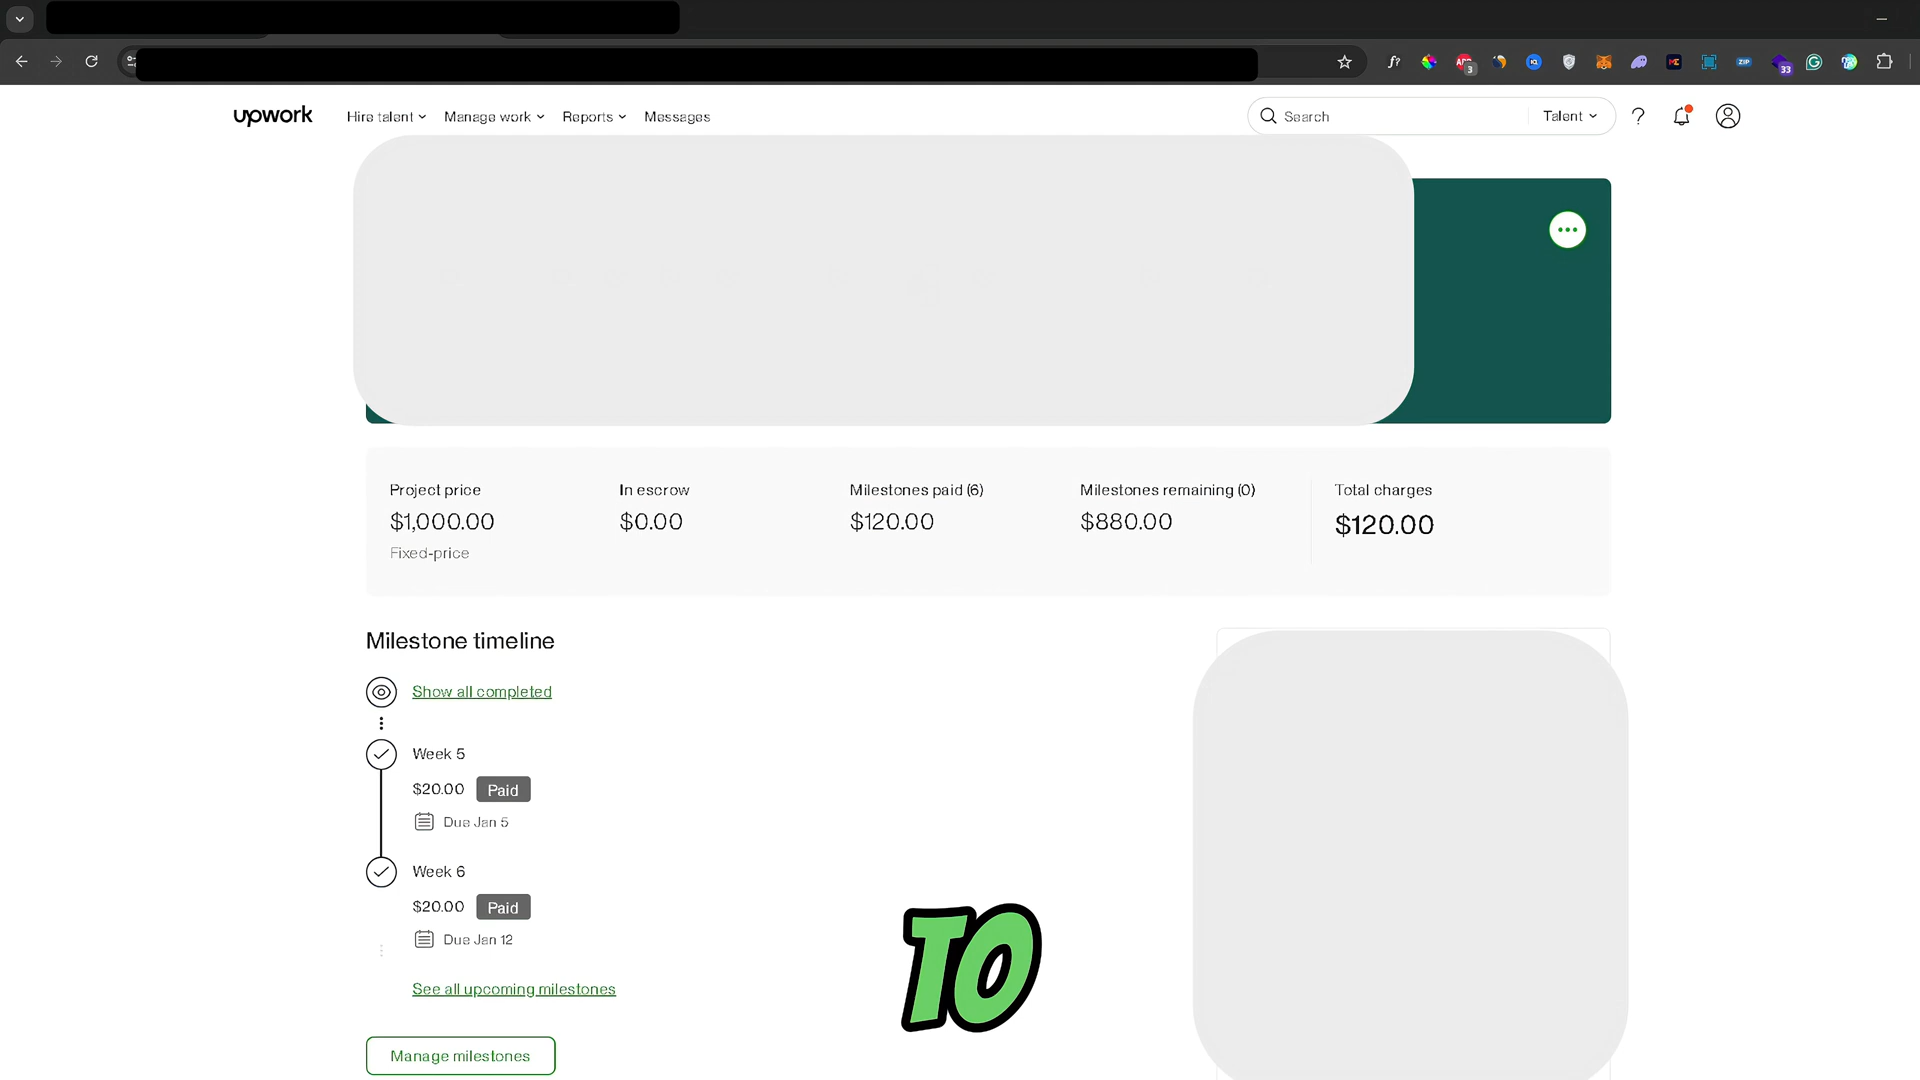 upwork
Hire talent
Manage work
Reports
Messages
Search
Talent
Project price
$1,000.00
Fixed-price
In escrow
$0.00
Milestones paid (6)
$120.00
Milestones remaining (0)
$880.00
Total charges
$120.00
Milestone timeline
Show all completed
Week 5
$20.00 Paid
Due Jan 5
Week 6
$20.00 Paid
Due Jan 12
See all upcoming milestones
Manage milestones
TO